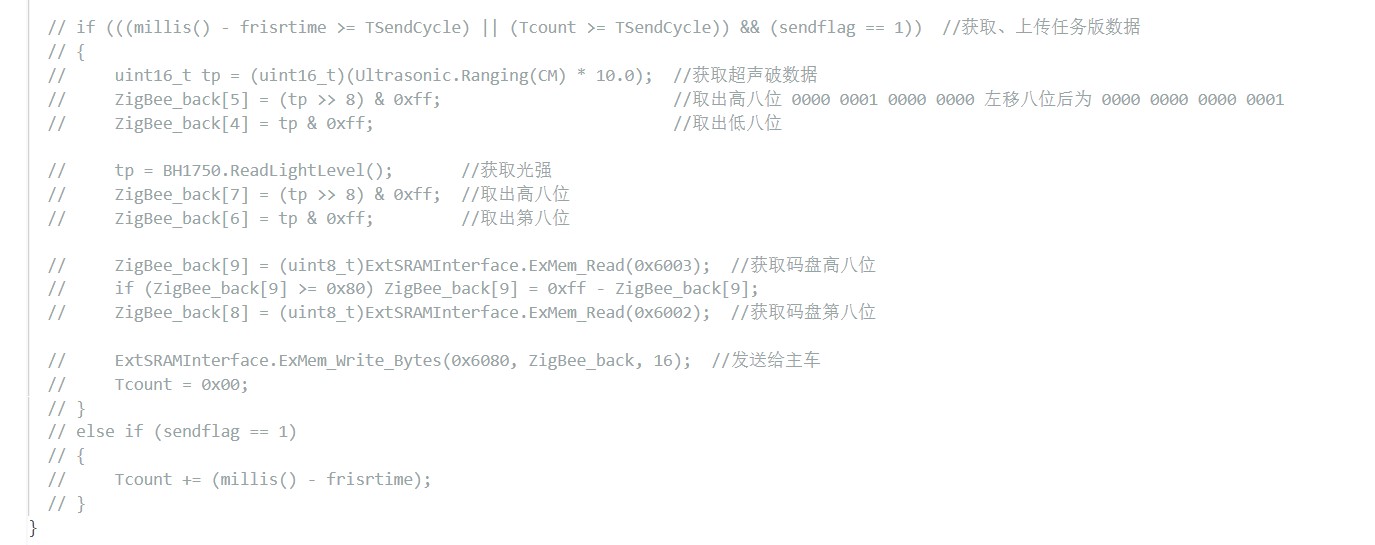 // if (((millis() - frisrtime >= TSendCycle) || (Tcount >= TSendCycle)) && (sendflag == 1))  //获取、上传任务版数据
// {
//     uint16_t tp = (uint16_t)(Ultrasonic.Ranging(CM) * 10.0);  //获取超声破数据
//     ZigBee_back[5] = (tp >> 8) & 0xff;                        //取出高八位 0000 0001 0000 0000 左移八位后为 0000 0000 0000 0001
//     ZigBee_back[4] = tp & 0xff;                               //取出低八位
//     tp = BH1750.ReadLightLevel();       //获取光强
//     ZigBee_back[7] = (tp >> 8) & 0xff;  //取出高八位
//     ZigBee_back[6] = tp & 0xff;         //取出第八位
//     ZigBee_back[9] = (uint8_t)ExtSRAMInterface.ExMem_Read(0x6003);  //获取码盘高八位
//     if (ZigBee_back[9] >= 0x80) ZigBee_back[9] = 0xff - ZigBee_back[9];
//     ZigBee_back[8] = (uint8_t)ExtSRAMInterface.ExMem_Read(0x6002);  //获取码盘第八位
//     ExtSRAMInterface.ExMem_Write_Bytes(0x6080, ZigBee_back, 16);  //发送给主车
//     Tcount = 0x00;
// }
// else if (sendflag == 1)
// {
//     Tcount += (millis() - frisrtime);
// }
}